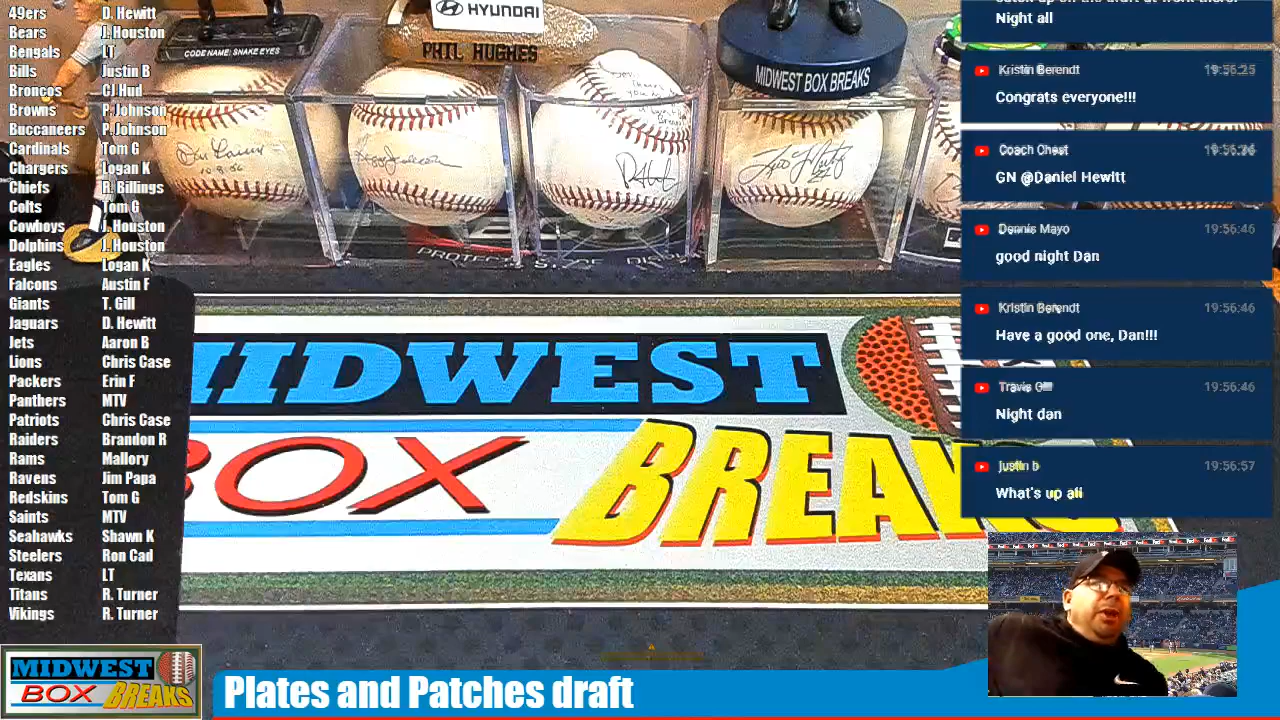 49ers D. Hewitt
Bears J. Houston
Bengals LT
Bills Justin B
Broncos CJ Hud
Browns P. Johnson
Buccaneers P. Johnson
Cardinals Tom G
Chargers Logan K
Chiefs R. Billings
Colts Tom G
Cowboys J. Houston
Dolphins J. Houston
Eagles Logan K
Falcons Austin F
Giants T. Gill
Jaguars D. Hewitt
Jets Aaron B
Lions Chris Case
Packers Erin F
Panthers MTV
Patriots Chris Case
Raiders Brandon R
Rams Mallory
Ravens Jim Papa
Redskins Tom G
Saints MTV
Seahawks Shawn K
Steelers Ron Cad
Texans LT
Titans R. Turner
Vikings R. Turner
CODE NAME: SNAKE EYES
HYUNDAI
PHIL HUGHES
MIDWEST BOX BREAKS
Don Larsen
10-8-56
MIDWEST
BOX BREAK
Night all
Kristin Berendt 19:56:25
Congrats everyone!!!
Coach Chest
GN @Daniel Hewitt
Dennis Mayo 19:56:46
good night Dan
Kristin Berendt 19:56:46
Have a good one, Dan!!!
Travis 19:56:46
Night dan
justin b 19:56:57
What's up all
MIDWEST
BOX BREAKS
Plates and Patches draft